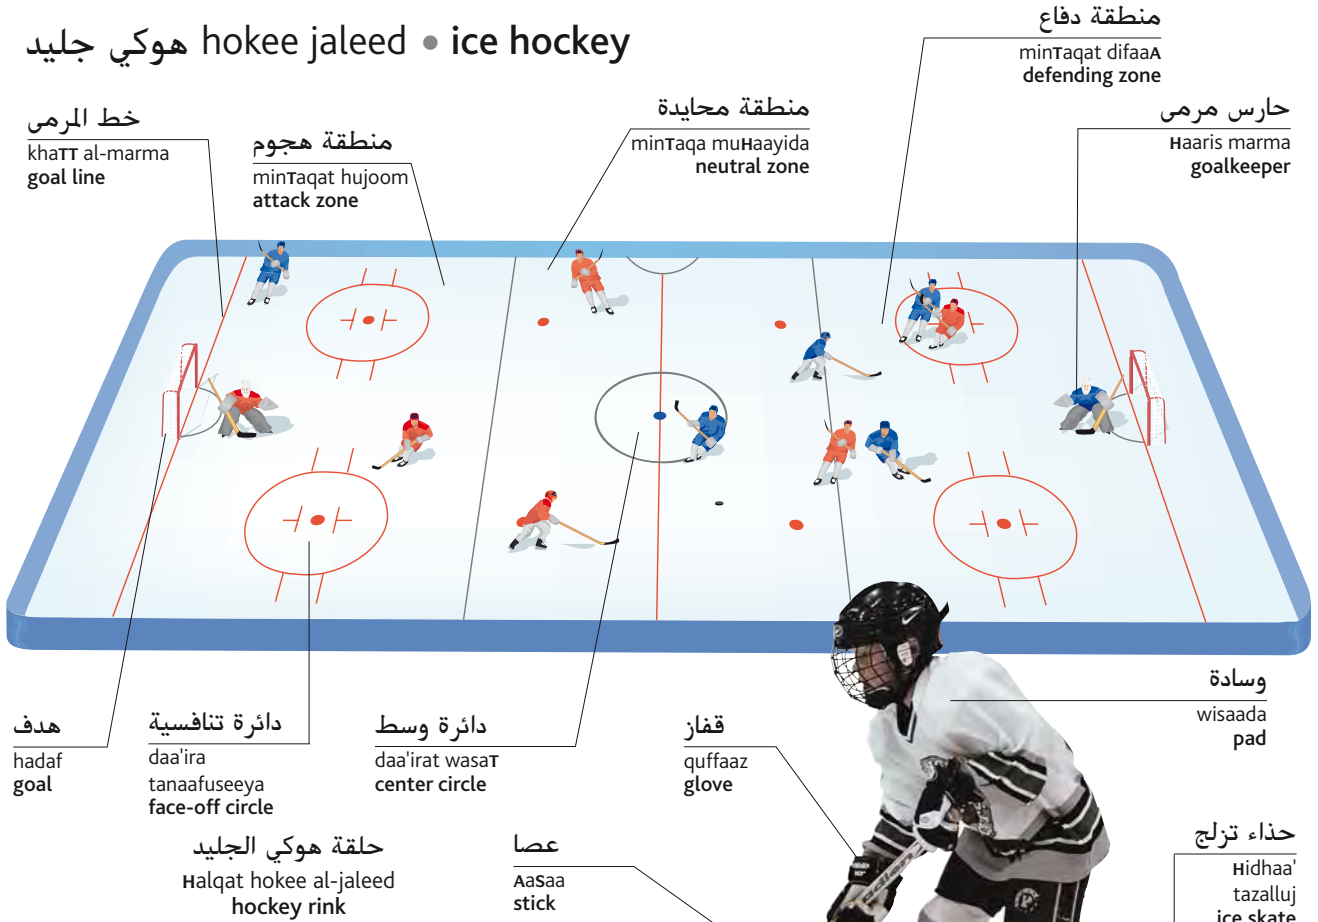 هوكي جليد hokee jaleed • ice hockey
منطقة دفاع
minTaqat difaaA
defending zone
خط المرمى
khaTT al-marma
goal line
منطقة هجوم
minTaqat hujoom
attack zone
منطقة محايدة
minTaqa muHaayida
neutral zone
حارس مرمى
Haaris marma
goalkeeper
هدف
hadaf
goal
دائرة تنافسية
daa'ira
tanaafuseeya
face-off circle
دائرة وسط
daa'irat wasaT
center circle
قفاز
quffaaz
glove
وسادة
wisaada
pad
حلقة هوكي الجليد
Halqat hokee al-jaleed
hockey rink
عصا
AaSaa
stick
حذاء تزلج
Hidhaa'
tazalluj
ice skate